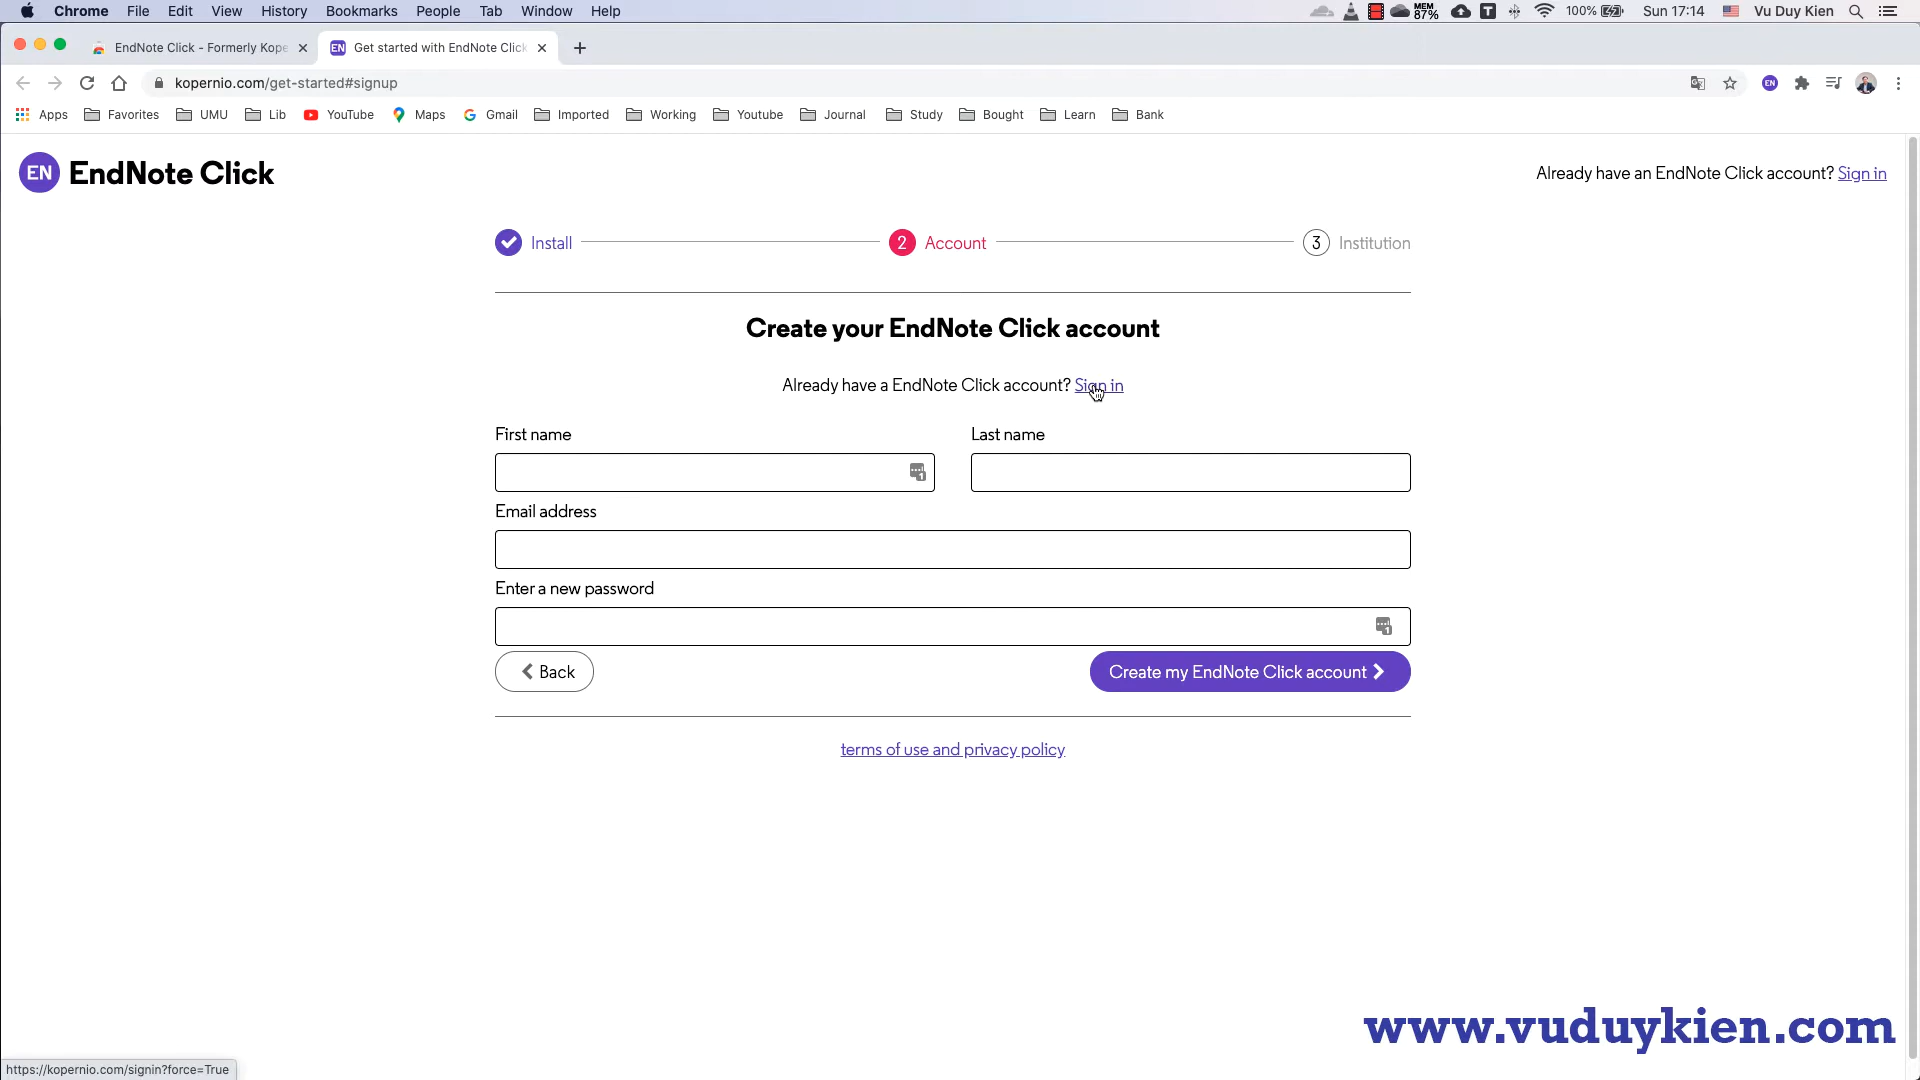 Chrome File Edit View History Bookmarks People Tab Window Help MEM 87% T 100% Sun 17:14 Vu Duy Kien
EndNote Click - Formerly Kope EN Get started with EndNote Click
kopernio.com/get-started#signup EN
Apps Favorites UMU Lib YouTube Maps Gmail Imported Working Youtube Journal Study Bought Learn Bank
EN EndNote Click
Already have an EndNote Click account? Sign in
Install 2 Account 3 Institution
Create your EndNote Click account
Already have a EndNote Click account? Sign in
First name Last name
Email address
Enter a new password
Back Create my EndNote Click account
terms of use and privacy policy
www.vuduykien.com
https://kopernio.com/signin?force=True